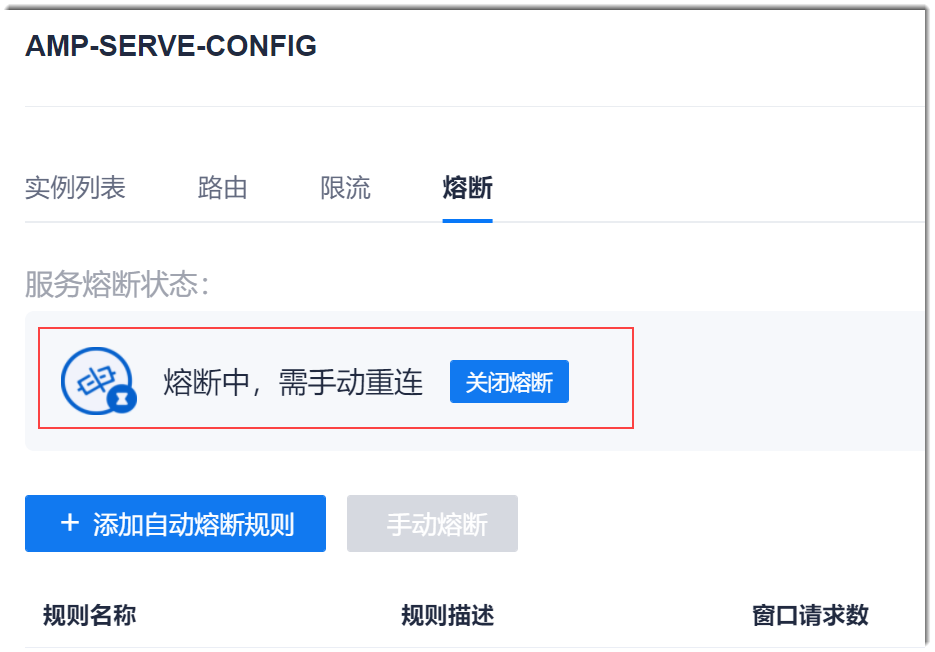 AMP-SERVE-CONFIG
实例列表 路由 限流 熔断
服务熔断状态：
熔断中，需手动重连 关闭熔断
+ 添加自动熔断规则 手动熔断
规则名称 规则描述 窗口请求数